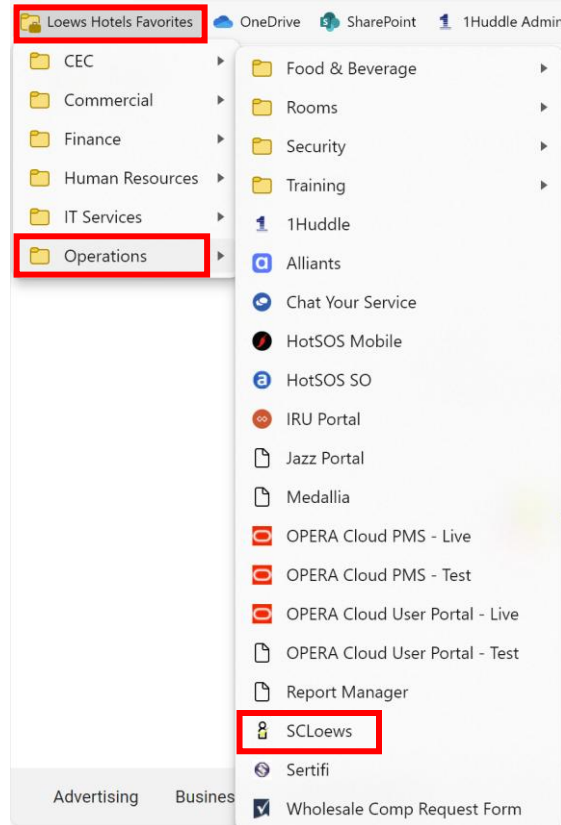 Loews Hotels Favorites OneDrive SharePoint 1Huddle Admin
CEC
Commercial
Finance
Human Resources
IT Services
Operations
Food & Beverage
Rooms
Security
Training
1Huddle
Alliants
Chat Your Service
HotSOS Mobile
HotSOS SO
IRU Portal
Jazz Portal
Medallia
OPERA Cloud PMS - Live
OPERA Cloud PMS - Test
OPERA Cloud User Portal - Live
OPERA Cloud User Portal - Test
Report Manager
SCLoews
Sertifi
Wholesale Comp Request Form
Advertising Busines